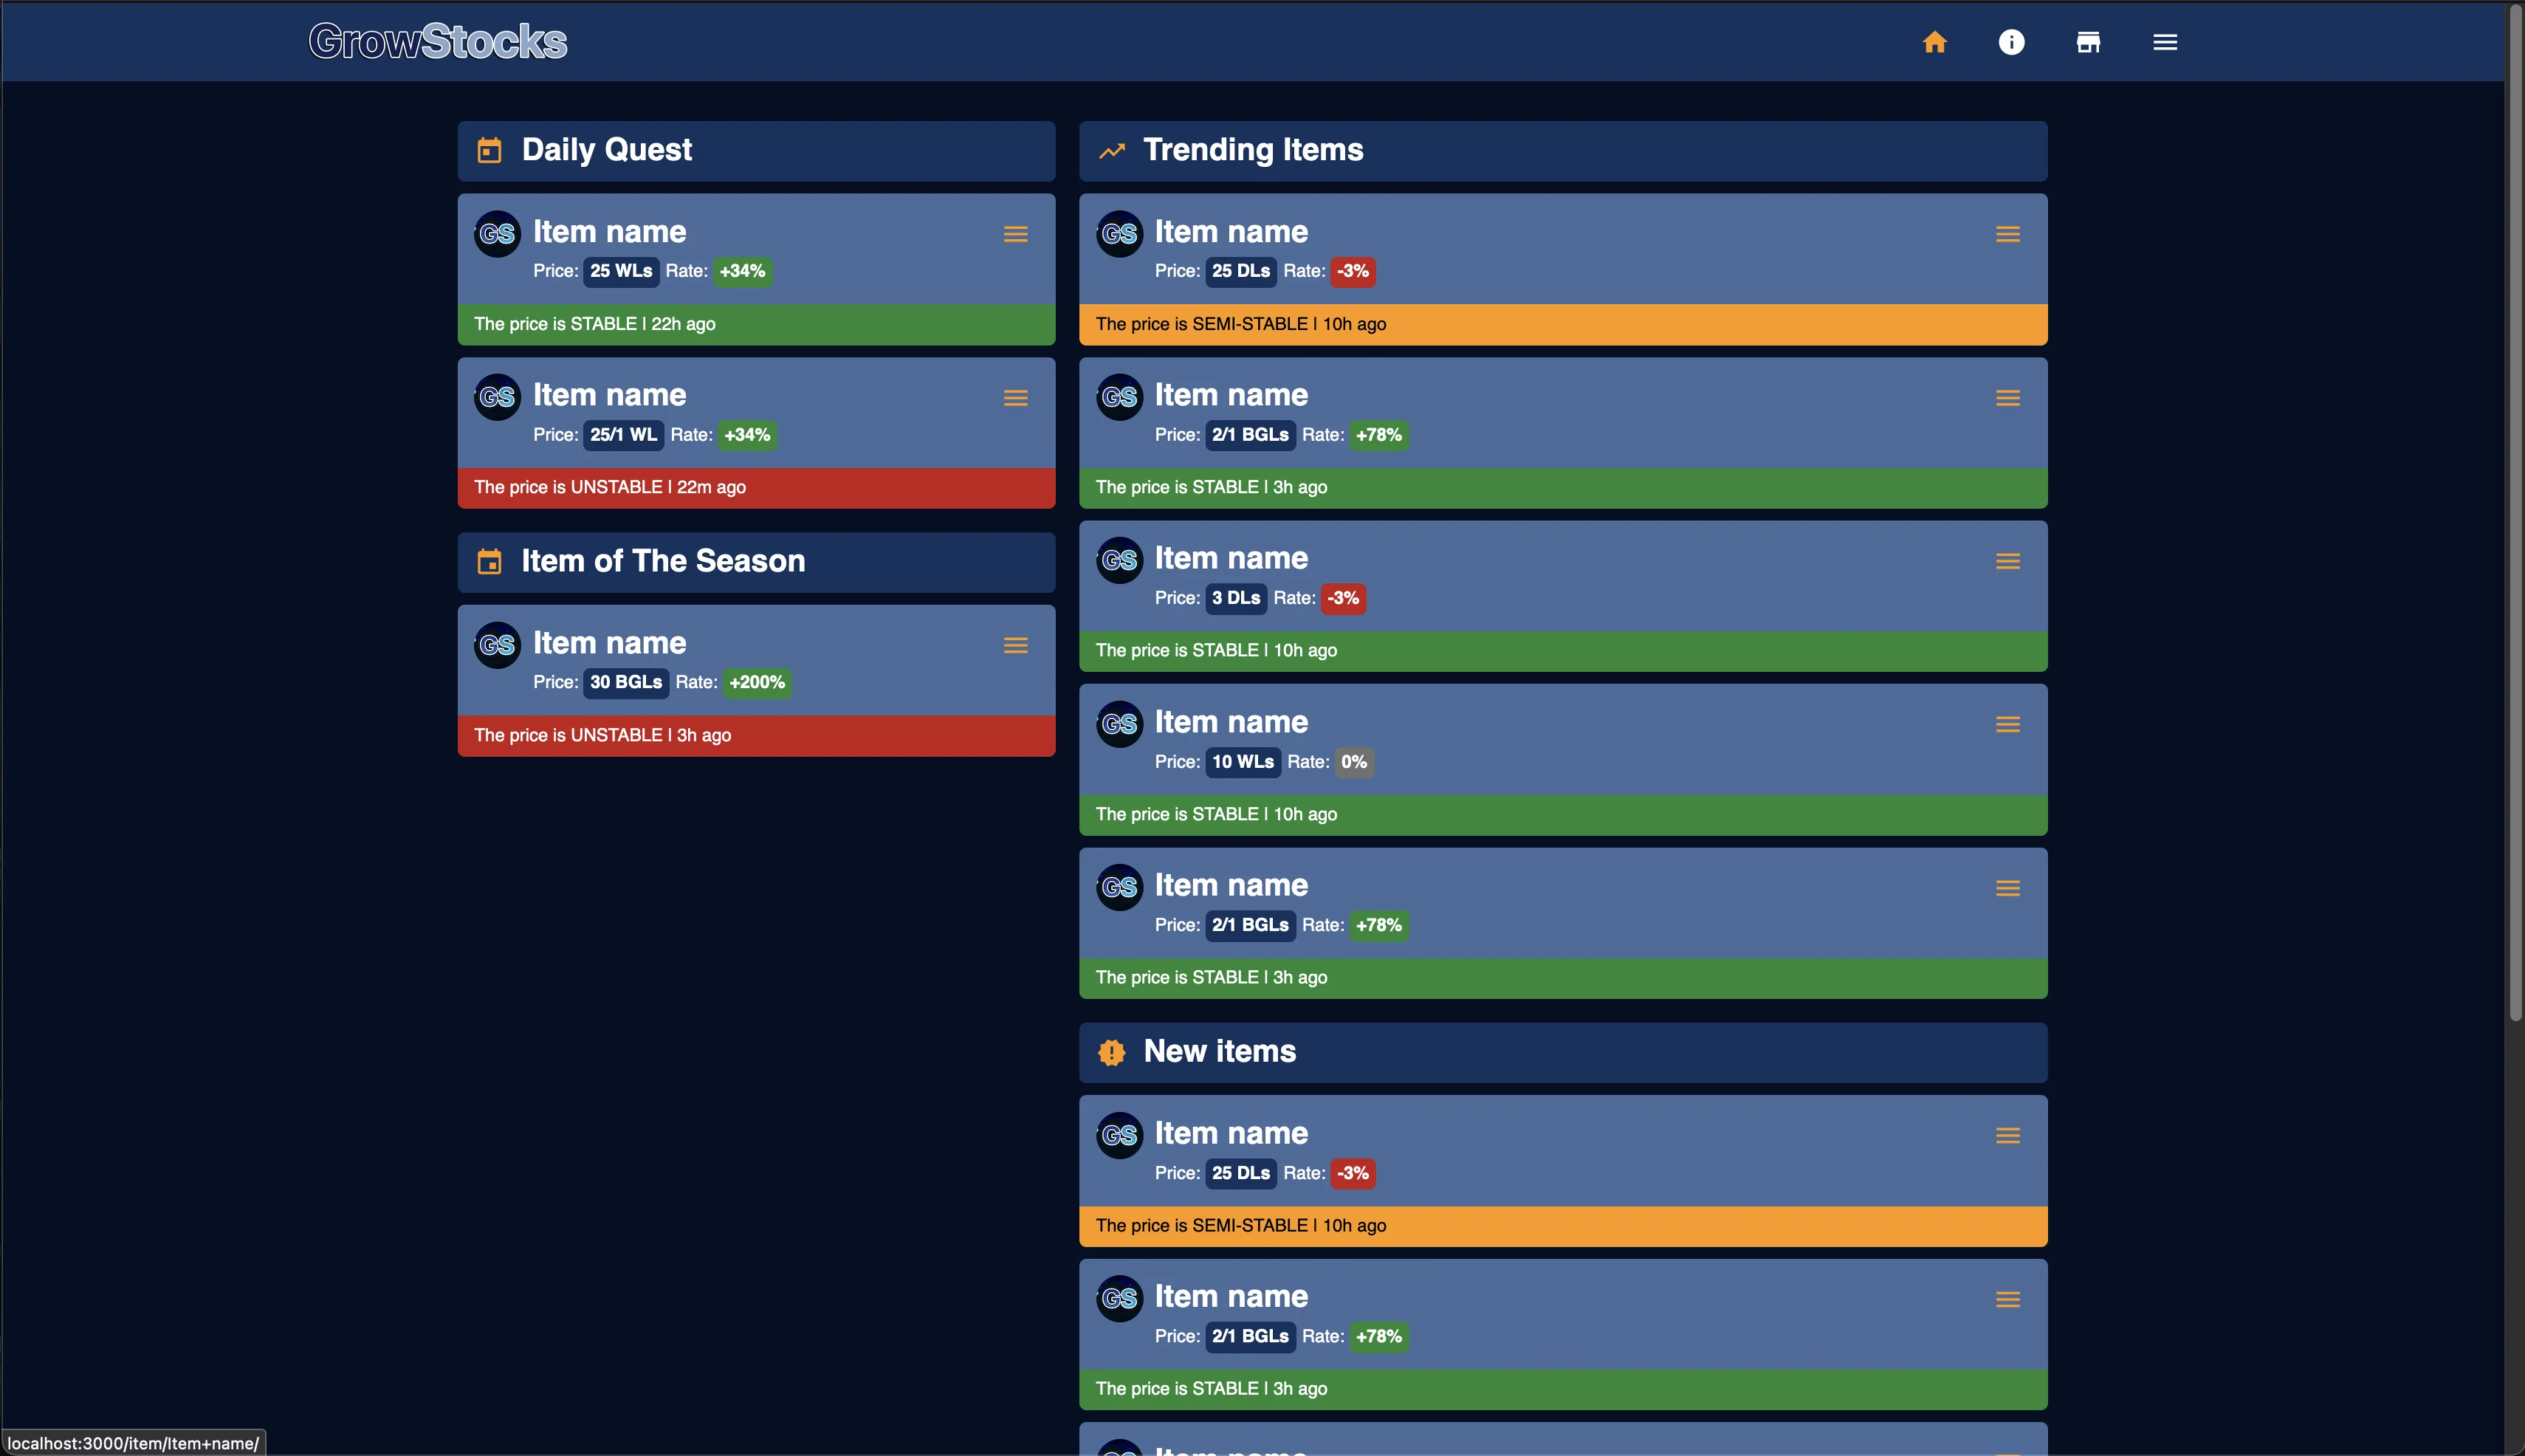 GrowStocks
Daily Quest
GS
Item name
Price: 25 WLs Rate: +34%
The price is STABLE | 22h ago
GS
Item name
Price: 25/1 WL Rate: +34%
The price is UNSTABLE | 22m ago
Item of The Season
GS
Item name
Price: 30 BGLs Rate: +200%
The price is UNSTABLE | 3h ago
Trending Items
GS
Item name
Price: 25 DLs Rate: -3%
The price is SEMI-STABLE | 10h ago
GS
Item name
Price: 2/1 BGLs Rate: +78%
The price is STABLE | 3h ago
GS
Item name
Price: 3 DLs Rate: -3%
The price is STABLE | 10h ago
GS
Item name
Price: 10 WLs Rate: 0%
The price is STABLE | 10h ago
GS
Item name
Price: 2/1 BGLs Rate: +78%
The price is STABLE | 3h ago
New items
GS
Item name
Price: 25 DLs Rate: -3%
The price is SEMI-STABLE | 10h ago
GS
Item name
Price: 2/1 BGLs Rate: +78%
The price is STABLE | 3h ago
localhost:3000/item/Item+name/